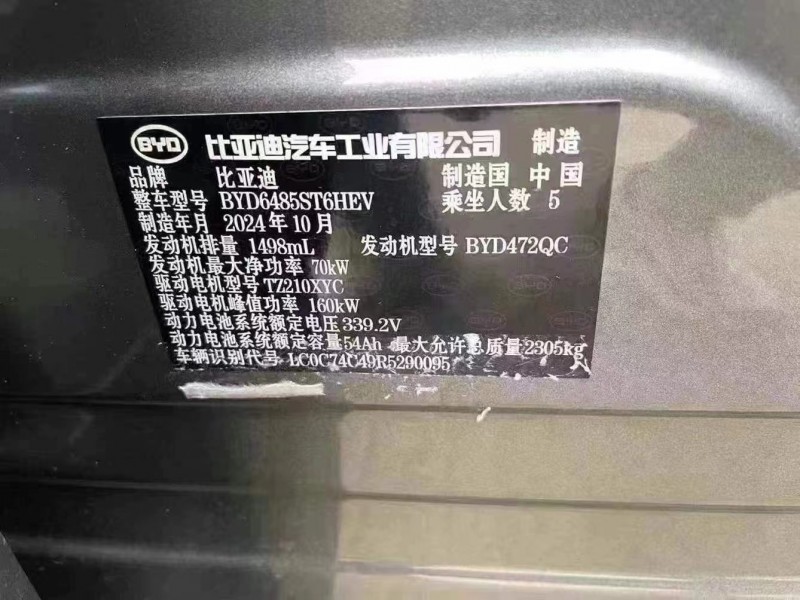 BYD 比亚迪汽车工业有限公司 制造
品牌 比亚迪 制造国 中国
整车型号 BYD6485ST6HEV 乘坐人数 5
制造年月 2024年10月
发动机排量 1498mL 发动机型号 BYD472QC
发动机最大净功率 70kW
驱动电机型号 TZ210XYC
驱动电机峰值功率 160kW
动力电池系统额定电压 339.2V
动力电池系统额定容量 54Ah 最大允许总质量 2305kg
车辆识别代号 LC0C74C49R5290095